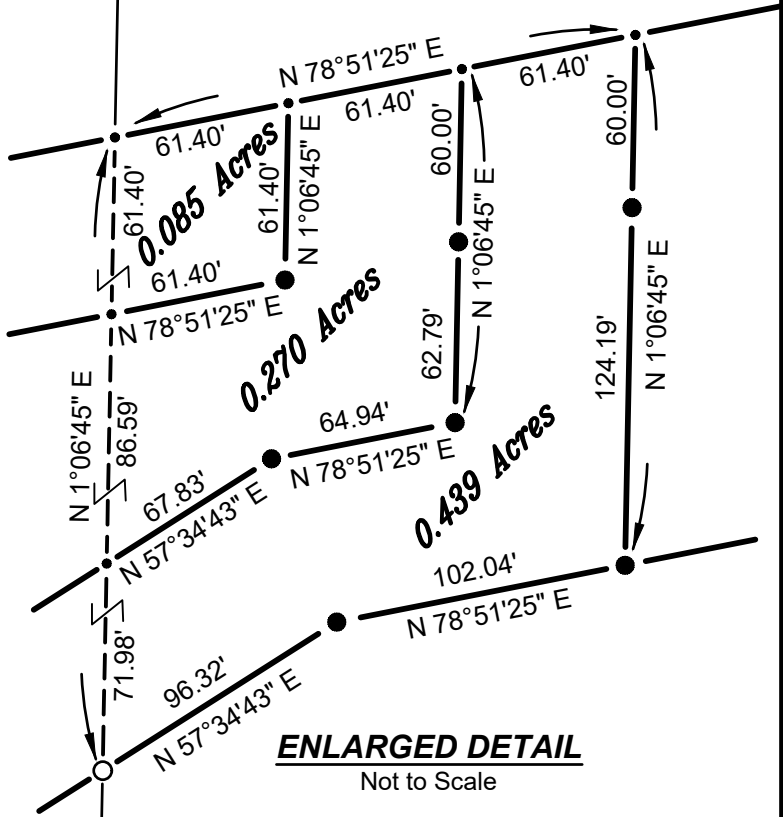 N 78°51'25" E
61.40'
61.40'
61.40'
60.00'
60.00'
61.40'
0.085 Acres
61.40'
N 1°06'45" E
N 1°06'45" E
61.40'
N 78°51'25" E
0.270 Acres
62.79'
124.19'
N 1°06'45" E
N 1°06'45" E
86.59'
64.94'
N 78°51'25" E
67.83'
N 57°34'43" E
0.439 Acres
102.04'
N 78°51'25" E
71.98'
96.32'
N 57°34'43" E
ENLARGED DETAIL
Not to Scale